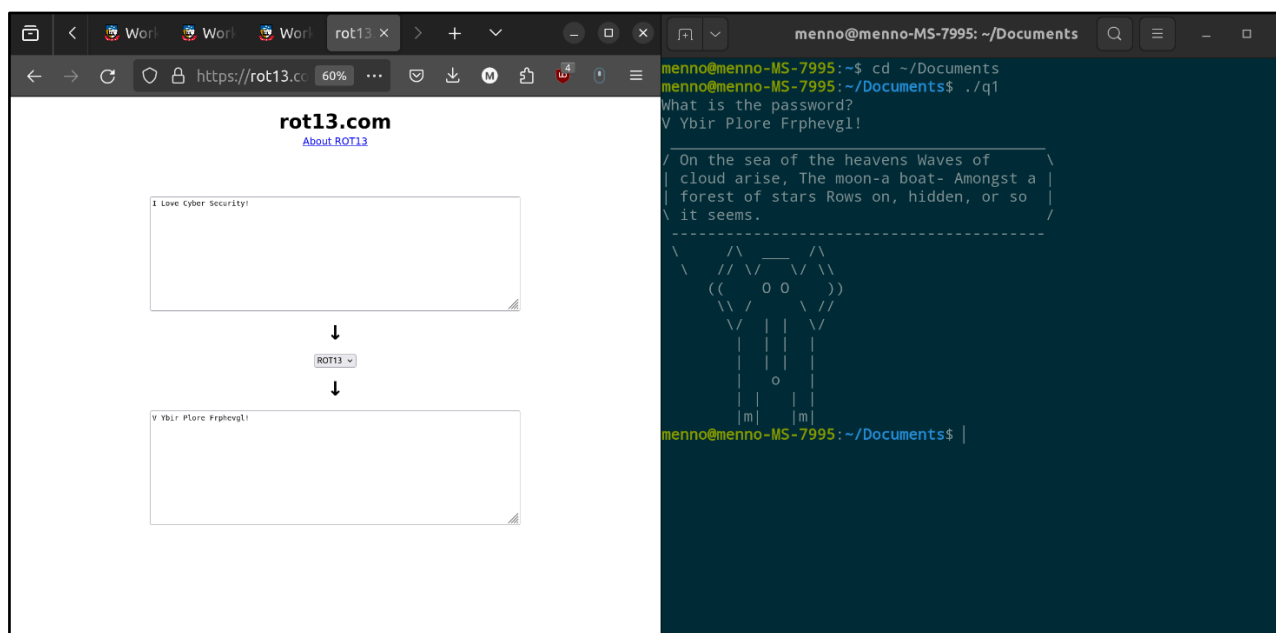 Work
Work
Work
rot13
https://rot13.co 60%
4
rot13.com
About ROT13
I Love Cyber Security!
↓
ROT13
↓
V Ybir Plore Frphevgl!
menno@menno-MS-7995: ~/Documents
menno@menno-MS-7995:~$ cd ~/Documents
menno@menno-MS-7995:~/Documents$ ./q1
What is the password?
V Ybir Plore Frphevgl!
 _________________________________________
/ On the sea of the heavens Waves of      \
| cloud arise, The moon-a boat- Amongst a |
| forest of stars Rows on, hidden, or so  |
\ it seems.                               /
 -----------------------------------------
 \     /\  ___  /\
  \   // \/   \/ \\
     ((    O O    ))
      \\ /     \ //
       \/  | |  \/
        |  | |  |
        |  | |  |
        |   o   |
        | |   | |
        |m|   |m|
menno@menno-MS-7995:~/Documents$